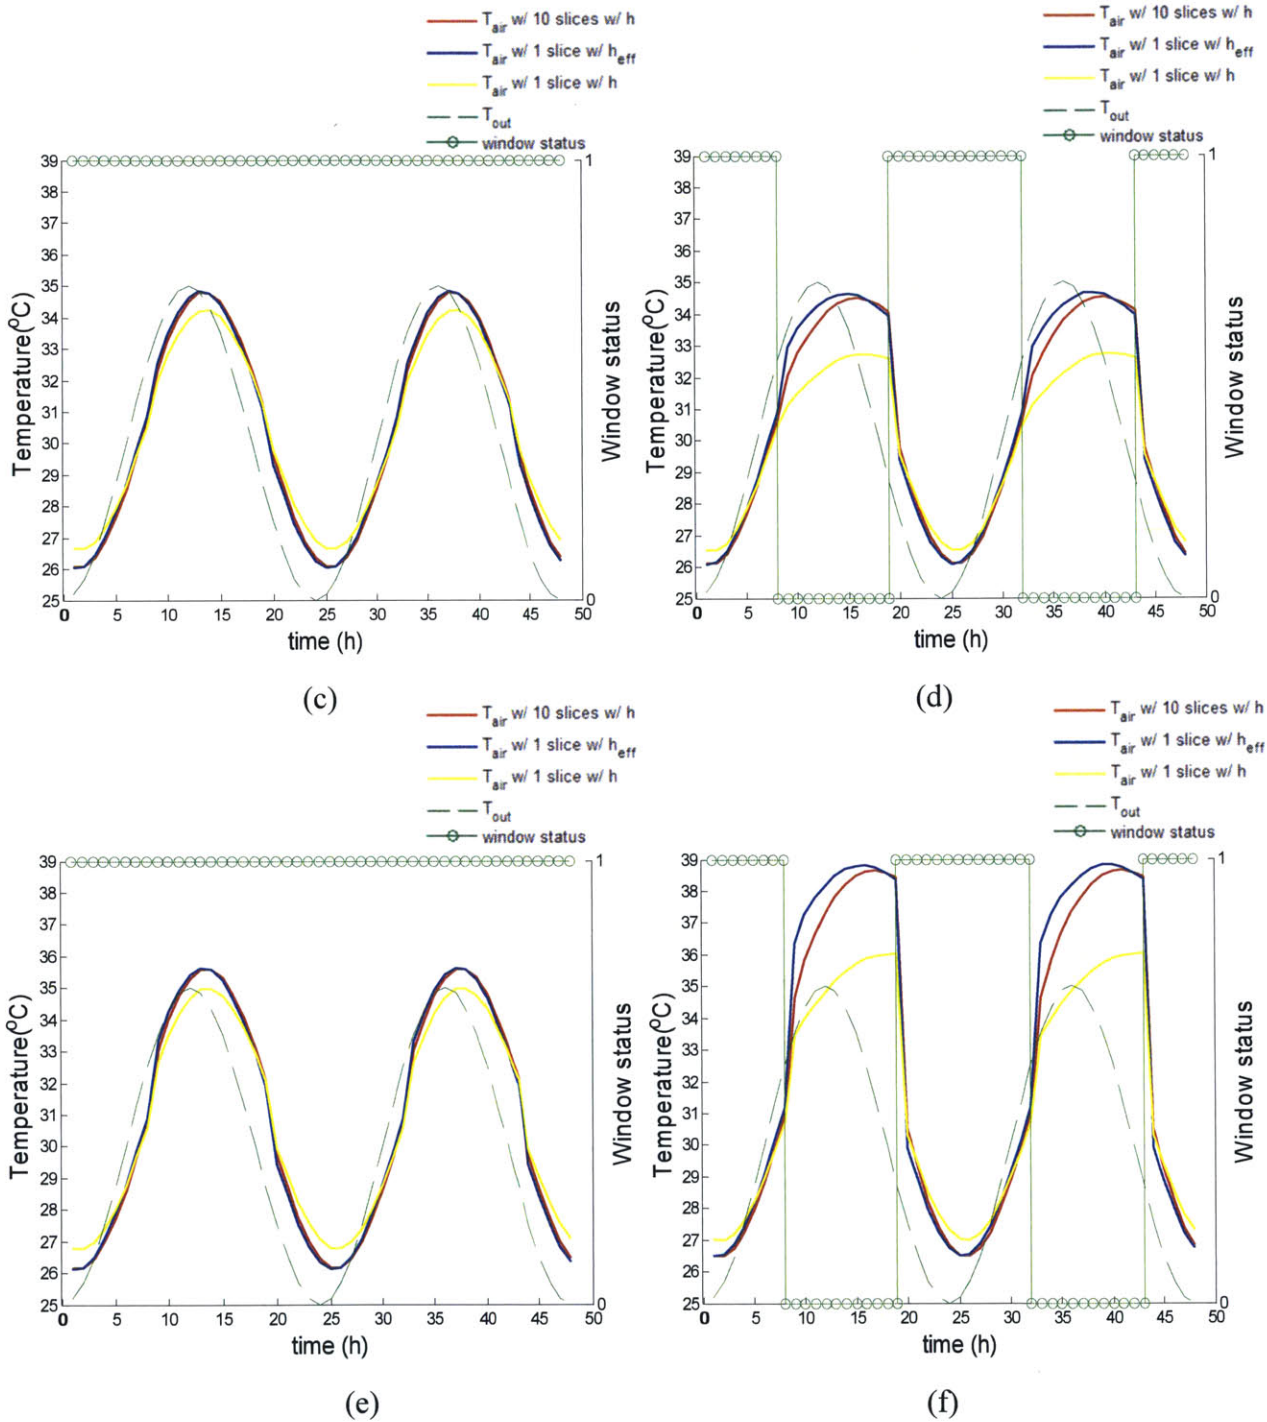 T_air w/ 10 slices w/ h
T_air w/ 1 slice w/ h_eff
T_air w/ 1 slice w/ h
T_out
window status
39
38
37
36
35
34
33
32
31
30
29
28
27
26
25
Temperature(ºC)
1
0
Window status
0 5 10 15 20 25 30 35 40 45 50
time (h)
(c)
T_air w/ 10 slices w/ h
T_air w/ 1 slice w/ h_eff
T_air w/ 1 slice w/ h
T_out
window status
39
38
37
36
35
34
33
32
31
30
29
28
27
26
25
Temperature(ºC)
1
0
Window status
0 5 10 15 20 25 30 35 40 45 50
time (h)
(d)
T_air w/ 10 slices w/ h
T_air w/ 1 slice w/ h_eff
T_air w/ 1 slice w/ h
T_out
window status
39
38
37
36
35
34
33
32
31
30
29
28
27
26
25
Temperature(ºC)
1
0
Window status
0 5 10 15 20 25 30 35 40 45 50
time (h)
(e)
T_air w/ 10 slices w/ h
T_air w/ 1 slice w/ h_eff
T_air w/ 1 slice w/ h
T_out
window status
39
38
37
36
35
34
33
32
31
30
29
28
27
26
25
Temperature(ºC)
1
0
Window status
0 5 10 15 20 25 30 35 40 45 50
time (h)
(f)